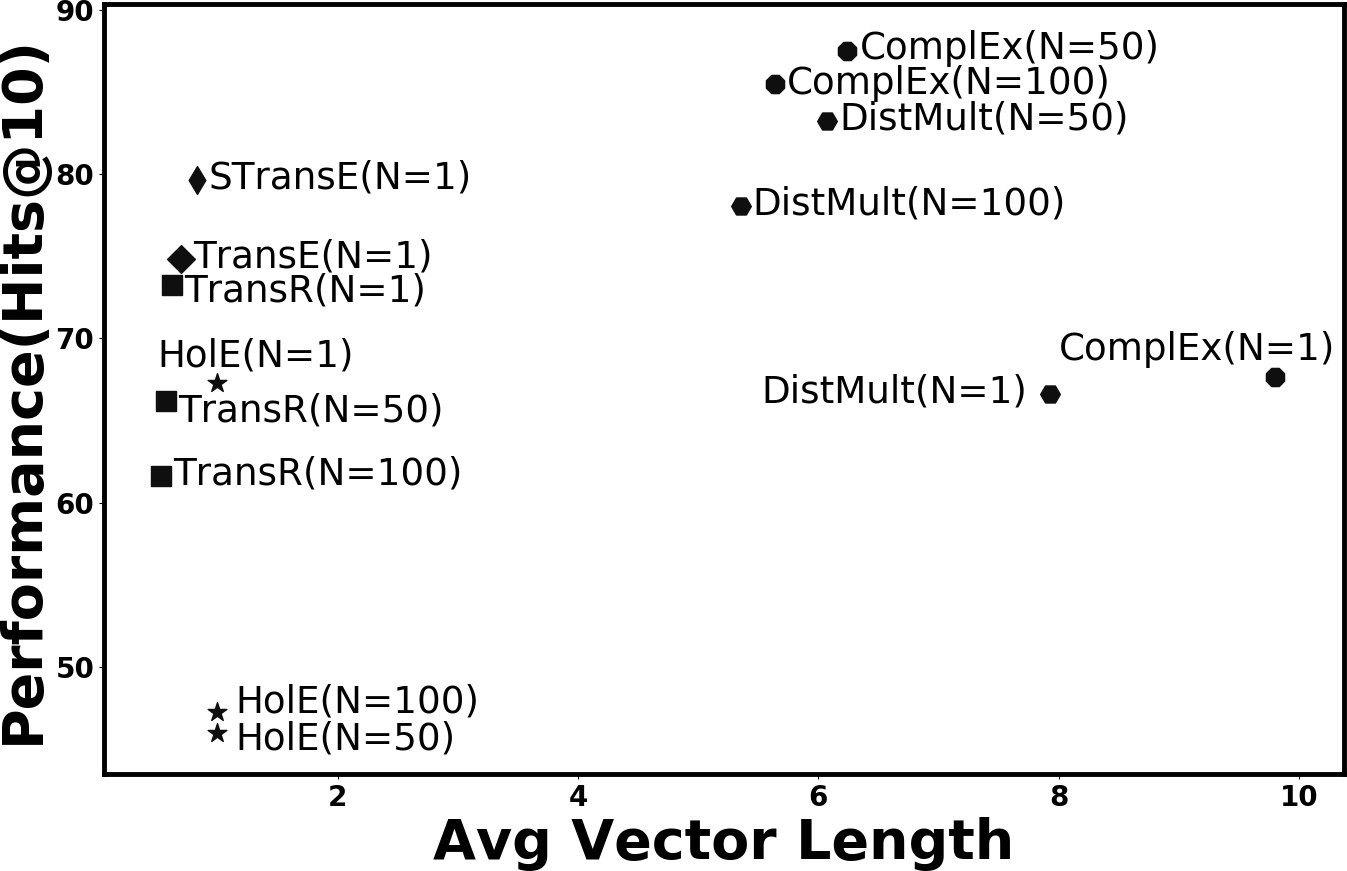 90
80
70
60
50
Performance(Hits@10)
ComplEx(N=50)
ComplEx(N=100)
DistMult(N=50)
STransE(N=1)
DistMult(N=100)
TransE(N=1)
TransR(N=1)
HolE(N=1)
ComplEx(N=1)
DistMult(N=1)
TransR(N=50)
TransR(N=100)
HolE(N=100)
HolE(N=50)
2 4 6 8 10
Avg Vector Length